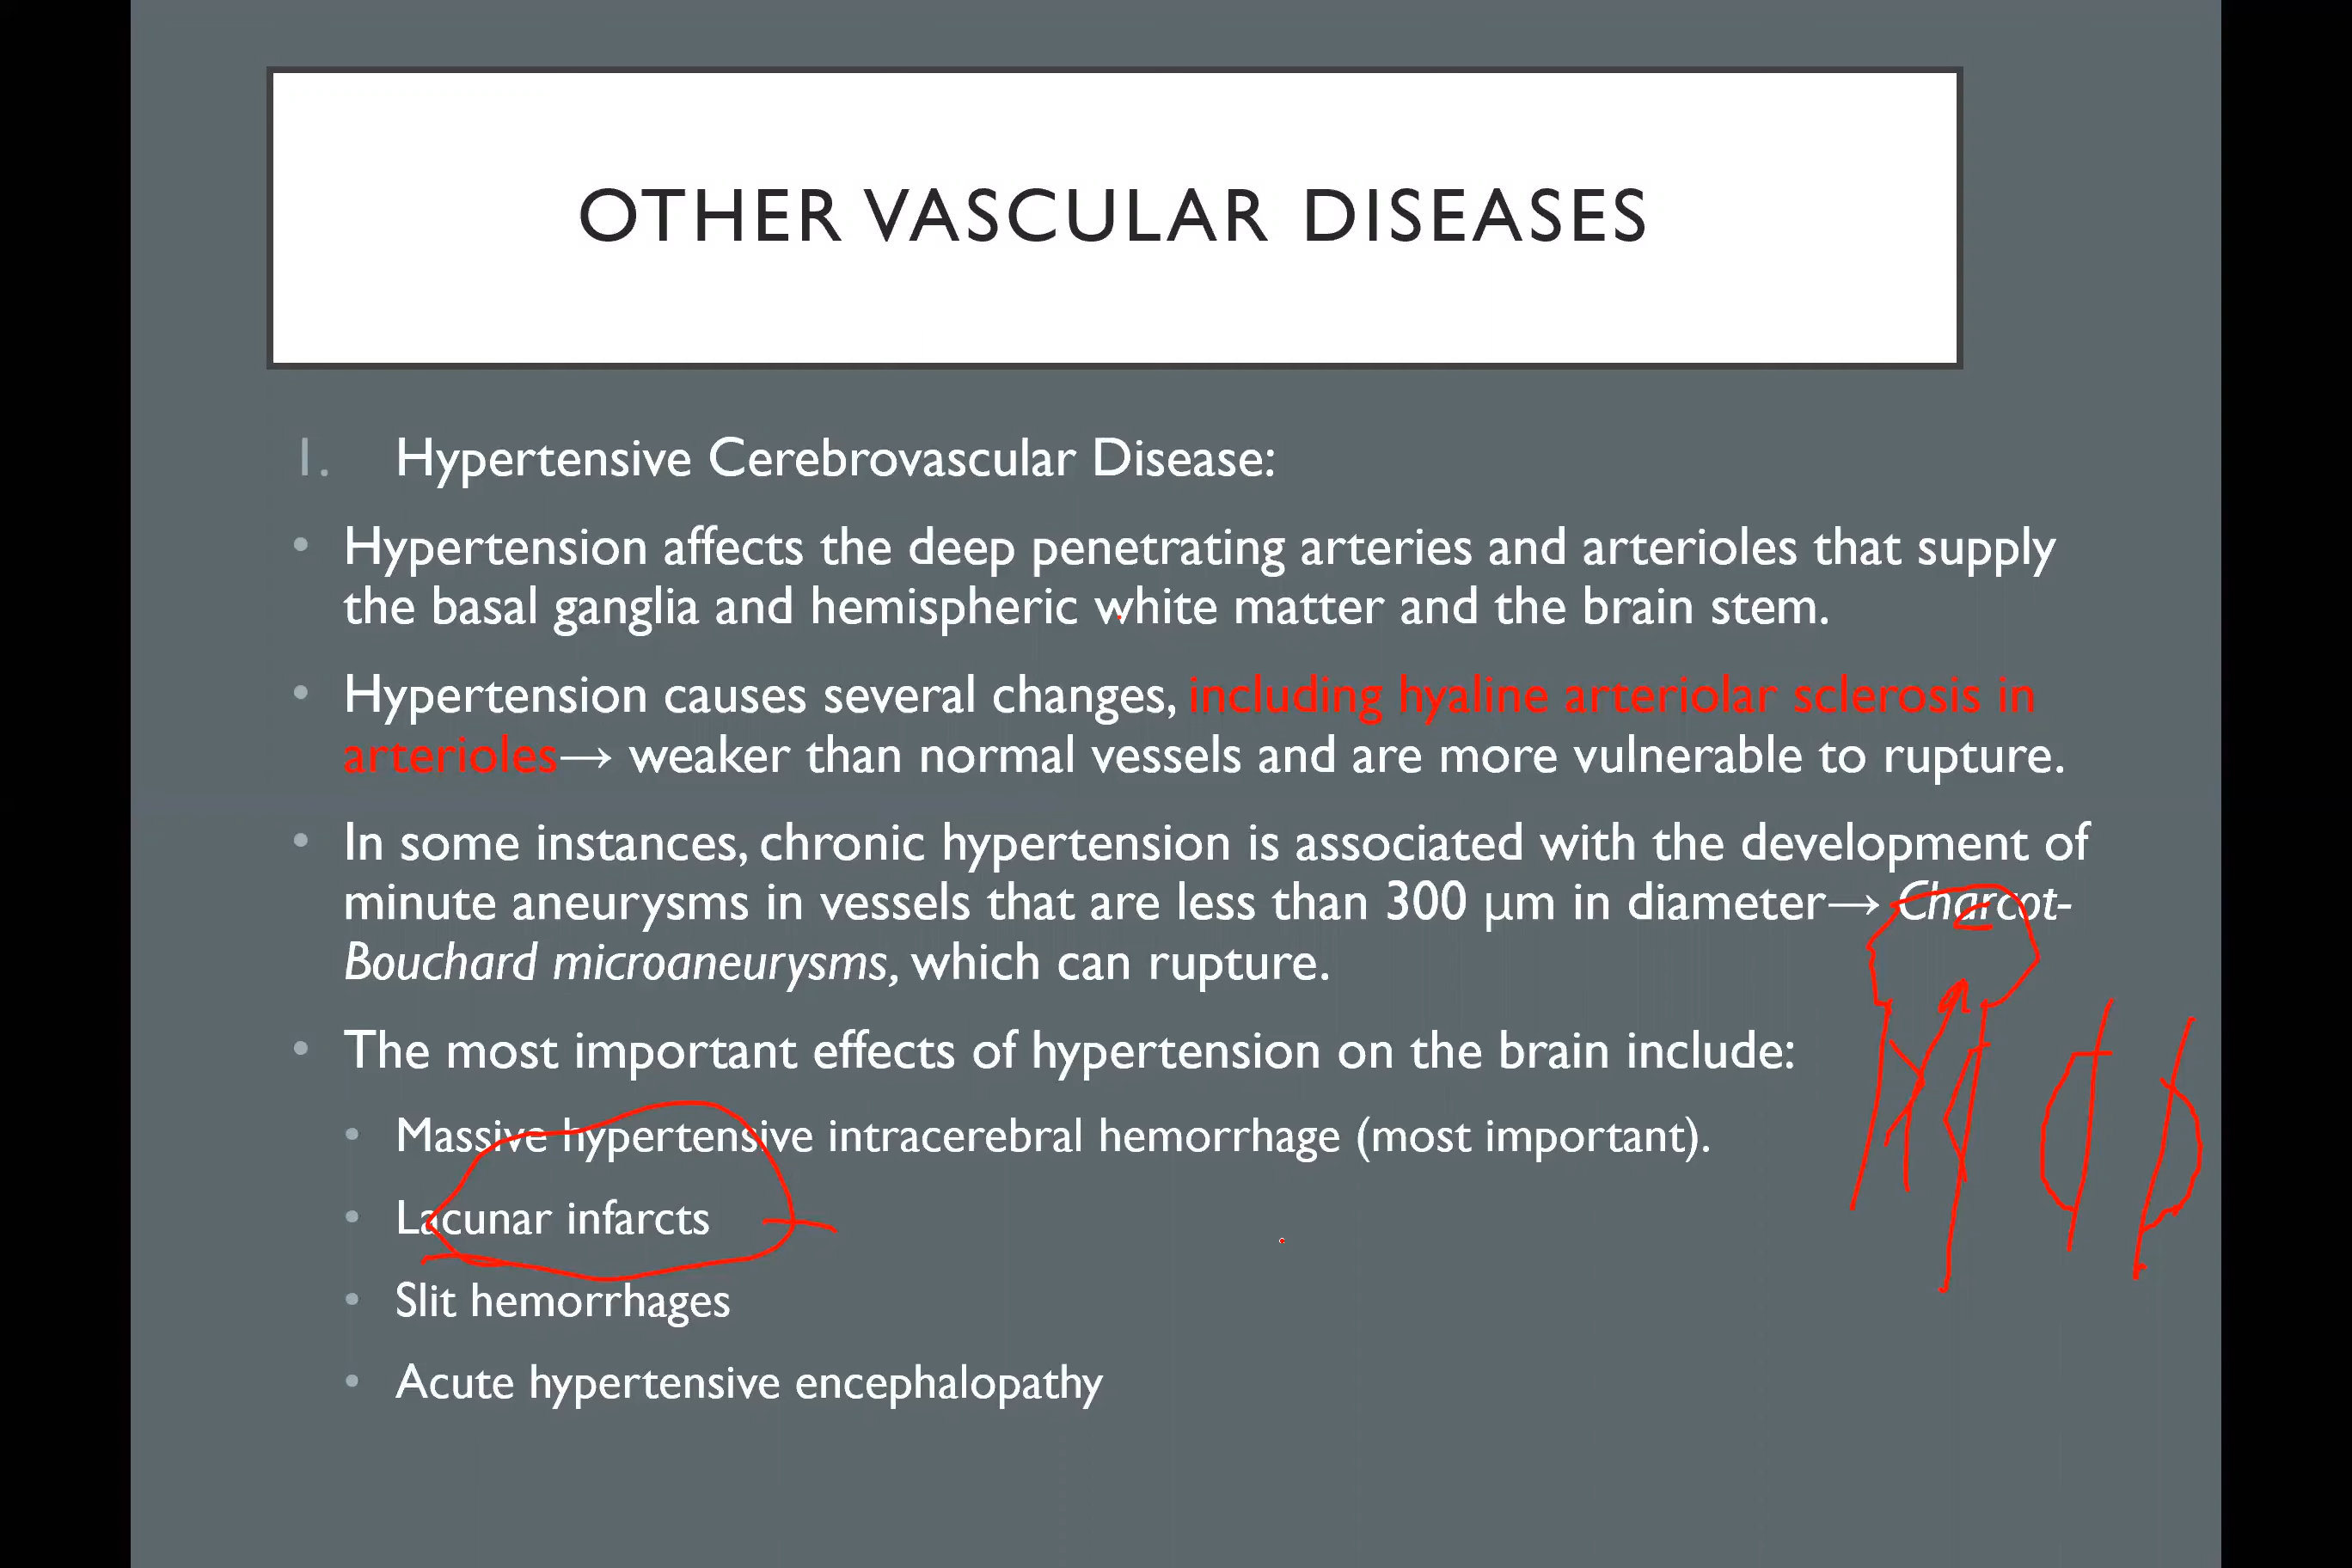 OTHER VASCULAR DISEASES
1. Hypertensive Cerebrovascular Disease:
• Hypertension affects the deep penetrating arteries and arterioles that supply
the basal ganglia and hemispheric white matter and the brain stem.
• Hypertension causes several changes, including hyaline arteriolar sclerosis in
arterioles→ weaker than normal vessels and are more vulnerable to rupture.
• In some instances, chronic hypertension is associated with the development of
minute aneurysms in vessels that are less than 300 μm in diameter→ Charcot-
Bouchard microaneurysms, which can rupture.
• The most important effects of hypertension on the brain include:
• Massive hypertensive intracerebral hemorrhage (most important).
• Lacunar infarcts
• Slit hemorrhages
• Acute hypertensive encephalopathy